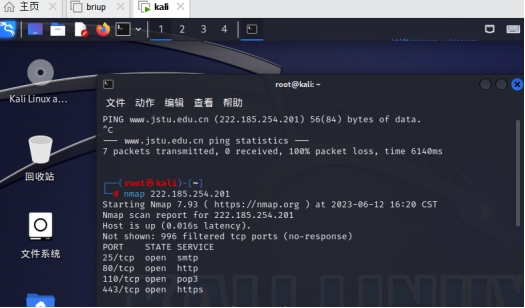 主页
briup
kali
1 2 3 4
root@kali: ~
Kali Linux a...
文件 动作 编辑 查看 帮助
PING www.jstu.edu.cn (222.185.254.201) 56(84) bytes of data.
^C
--- www.jstu.edu.cn ping statistics ---
7 packets transmitted, 0 received, 100% packet loss, time 6140ms
回收站
(root㉿kali)-[~]
# nmap 222.185.254.201
Starting Nmap 7.93 ( https://nmap.org ) at 2023-06-12 16:20 CST
Nmap scan report for 222.185.254.201
Host is up (0.016s latency).
Not shown: 996 filtered tcp ports (no-response)
PORT STATE SERVICE
25/tcp open smtp
文件系统
80/tcp open http
110/tcp open pop3
443/tcp open https